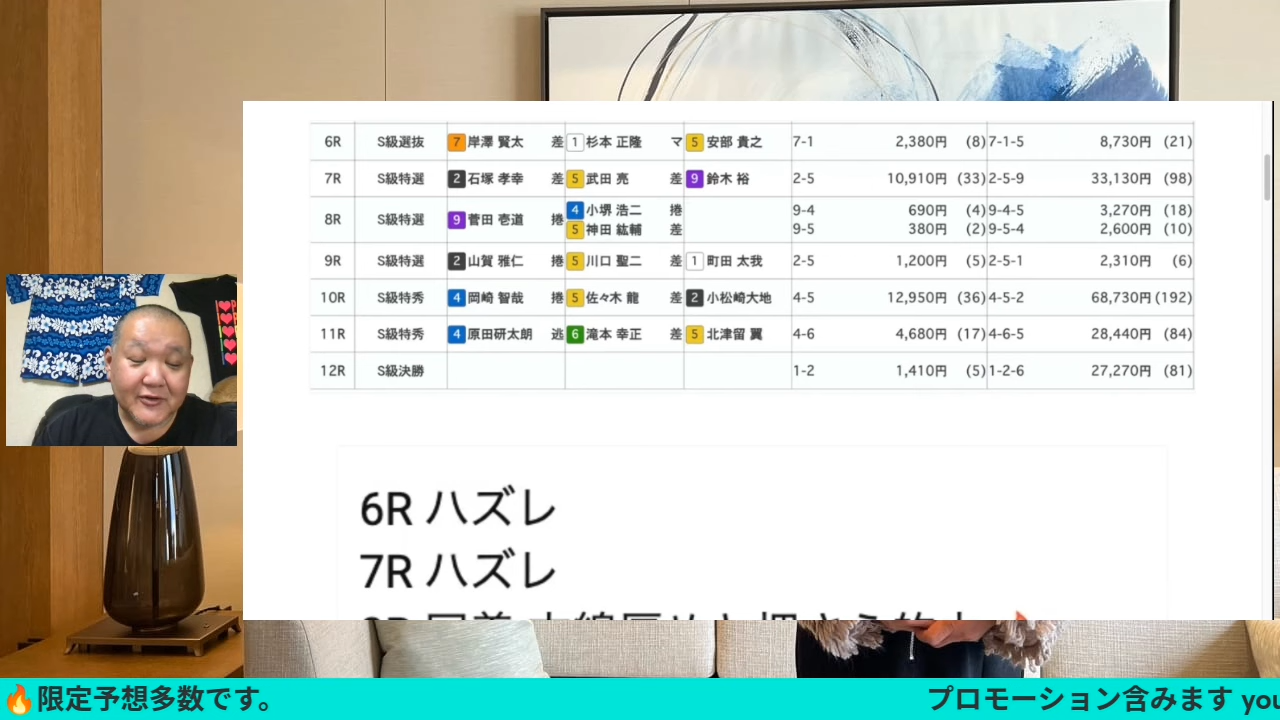 6R S級選抜 7 岸澤 賢太 差 1 杉本 正隆 マ 5 安部 貴之 7-1 2,380円 (8) 7-1-5 8,730円 (21)
7R S級特選 2 石塚 孝幸 差 5 武田 亮 差 9 鈴木 裕 2-5 10,910円 (33) 2-5-9 33,130円 (98)
8R S級特選 9 菅田 壱道 捲 4 小堺 浩二 捲 9-4 690円 (4) 9-4-5 3,270円 (18)
5 神田 紘輔 差 9-5 380円 (2) 9-5-4 2,600円 (10)
9R S級特選 2 山賀 雅仁 捲 5 川口 聖二 差 1 町田 太我 2-5 1,200円 (5) 2-5-1 2,310円 (6)
10R S級特秀 4 岡崎 智哉 捲 5 佐々木 龍 差 2 小松崎大地 4-5 12,950円 (36) 4-5-2 68,730円 (192)
11R S級特秀 4 原田研太朗 逃 6 滝本 幸正 差 5 北津留 翼 4-6 4,680円 (17) 4-6-5 28,440円 (84)
12R S級決勝 1-2 1,410円 (5) 1-2-6 27,270円 (81)
6R ハズレ
7R ハズレ
🔥限定予想多数です。 プロモーション含みます you